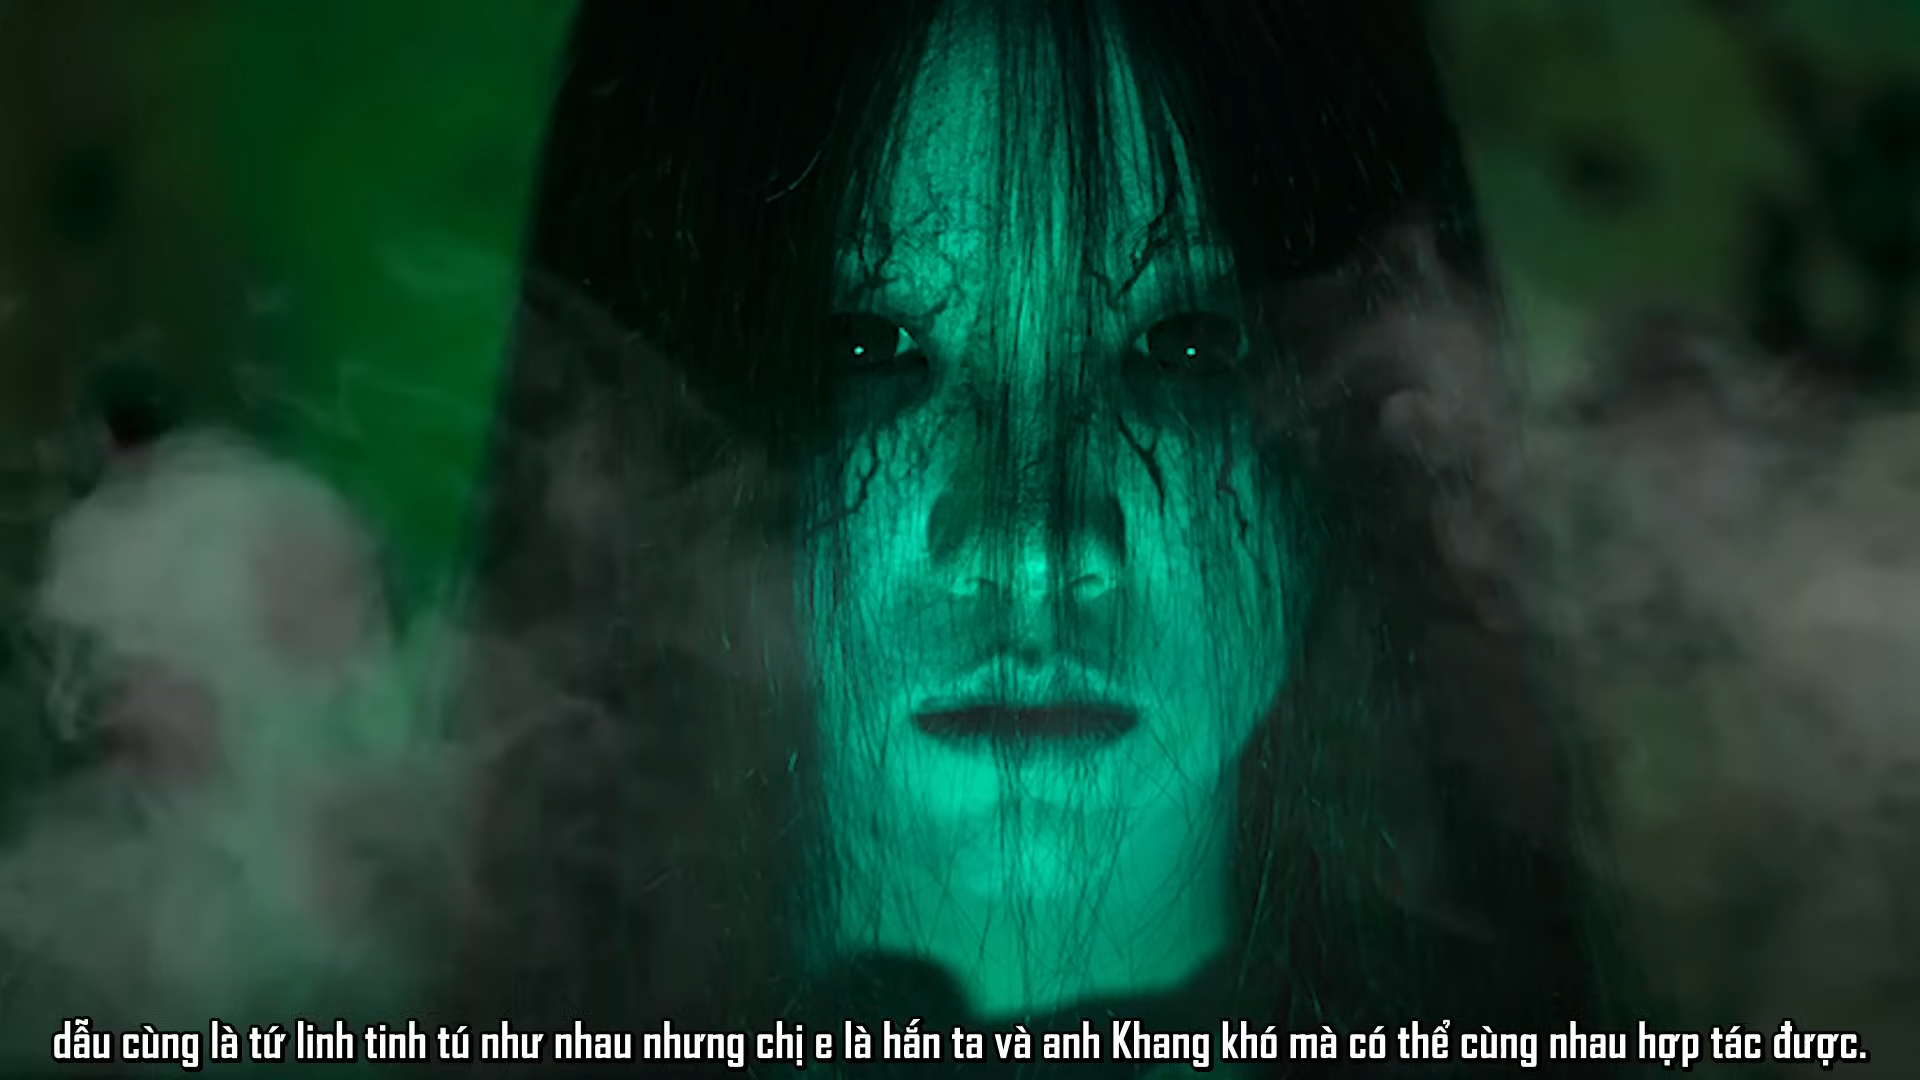 dẫu cùng là tứ linh tinh tú như nhau nhưng chị e là hắn ta và anh Khang khó mà có thể cùng nhau hợp tác được.